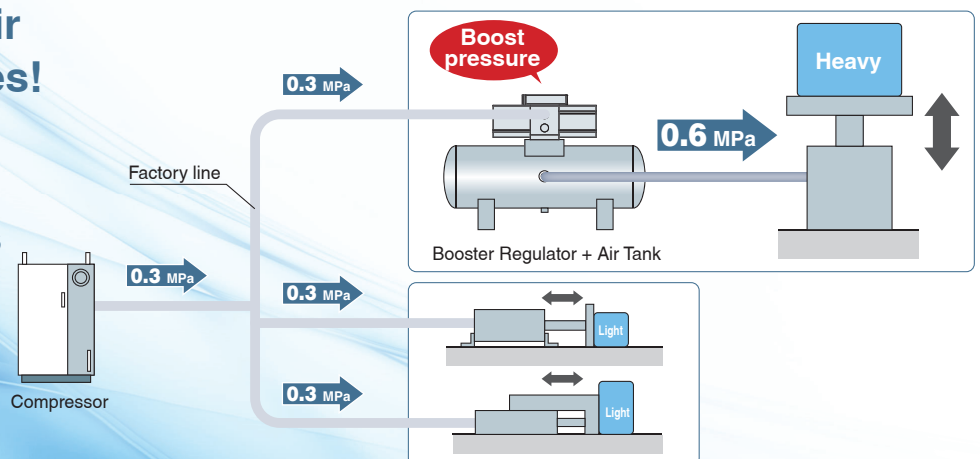 ir
es!
Boost
pressure
Heavy
0.3 MPa
0.6 MPa
Factory line
Booster Regulator + Air Tank
0.3 MPa
0.3 MPa
Light
0.3 MPa
Light
Compressor